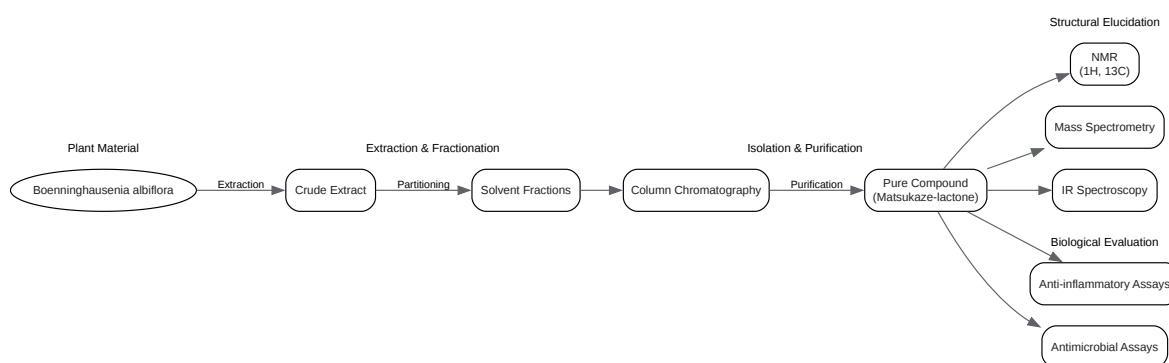 Structural Elucidation
NMR
(1H, 13C)
Mass Spectrometry
Plant Material
Extraction & Fractionation
Isolation & Purification
Boenninghausenia albiflora
Extraction
Crude Extract
Partitioning
Solvent Fractions
Column Chromatography
Purification
Pure Compound
(Matsukaze-lactone)
IR Spectroscopy
Biological Evaluation
Anti-inflammatory Assays
Antimicrobial Assays